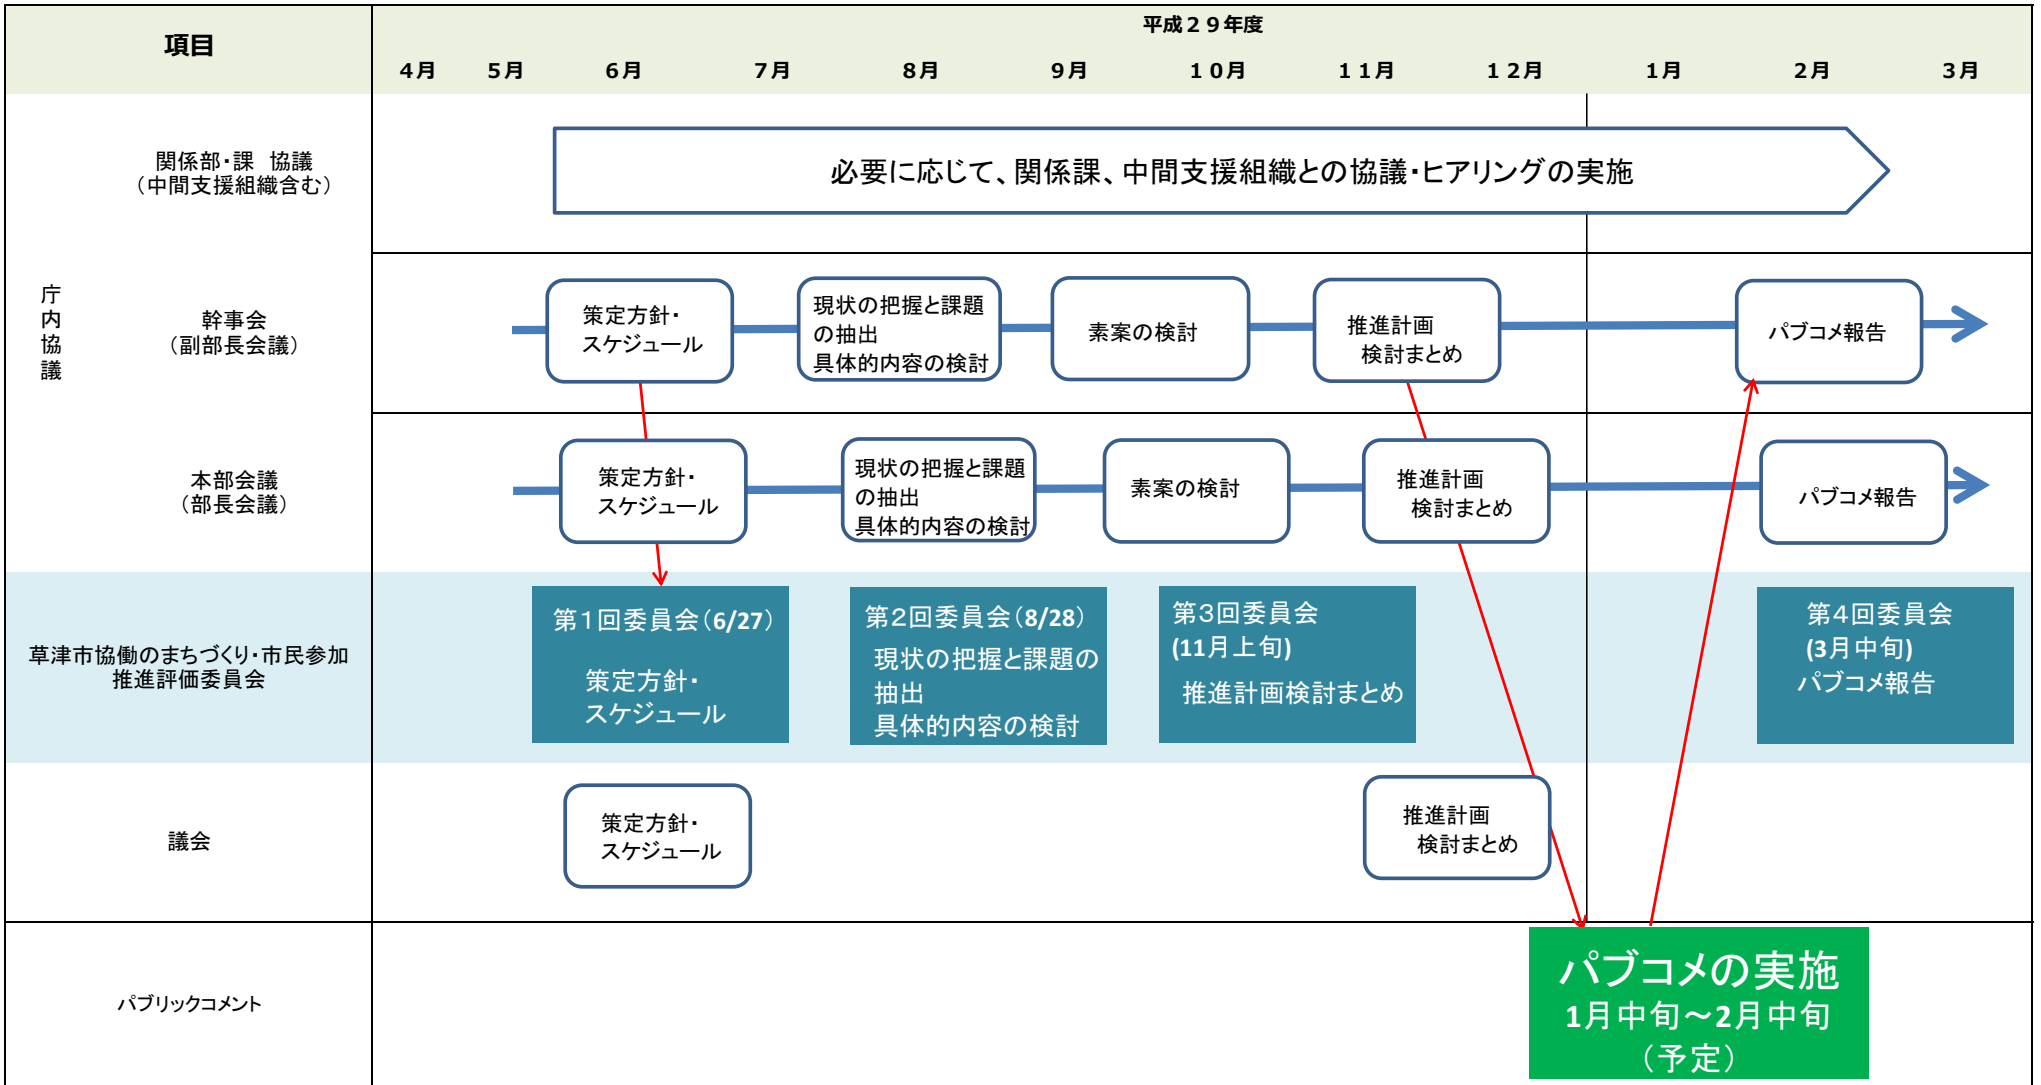 項目
平成２９年度
４月 ５月 ６月 ７月 ８月 ９月 １０月 １１月 １２月 １月 ２月 ３月
庁内協議
関係部・課　協議
（中間支援組織含む）
必要に応じて、関係課、中間支援組織との協議・ヒアリングの実施
幹事会
（副部長会議）
策定方針・
スケジュール
現状の把握と課題
の抽出
具体的内容の検討
素案の検討
推進計画
検討まとめ
パブコメ報告
本部会議
（部長会議）
策定方針・
スケジュール
現状の把握と課題
の抽出
具体的内容の検討
素案の検討
推進計画
検討まとめ
パブコメ報告
草津市協働のまちづくり・市民参加
推進評価委員会
第１回委員会（6/27）
策定方針・
スケジュール
第２回委員会（8/28）
現状の把握と課題の
抽出
具体的内容の検討
第３回委員会
(11月上旬)
推進計画検討まとめ
第４回委員会
(3月中旬)
パブコメ報告
議会
策定方針・
スケジュール
推進計画
検討まとめ
パブリックコメント
パブコメの実施
1月中旬～2月中旬
（予定）